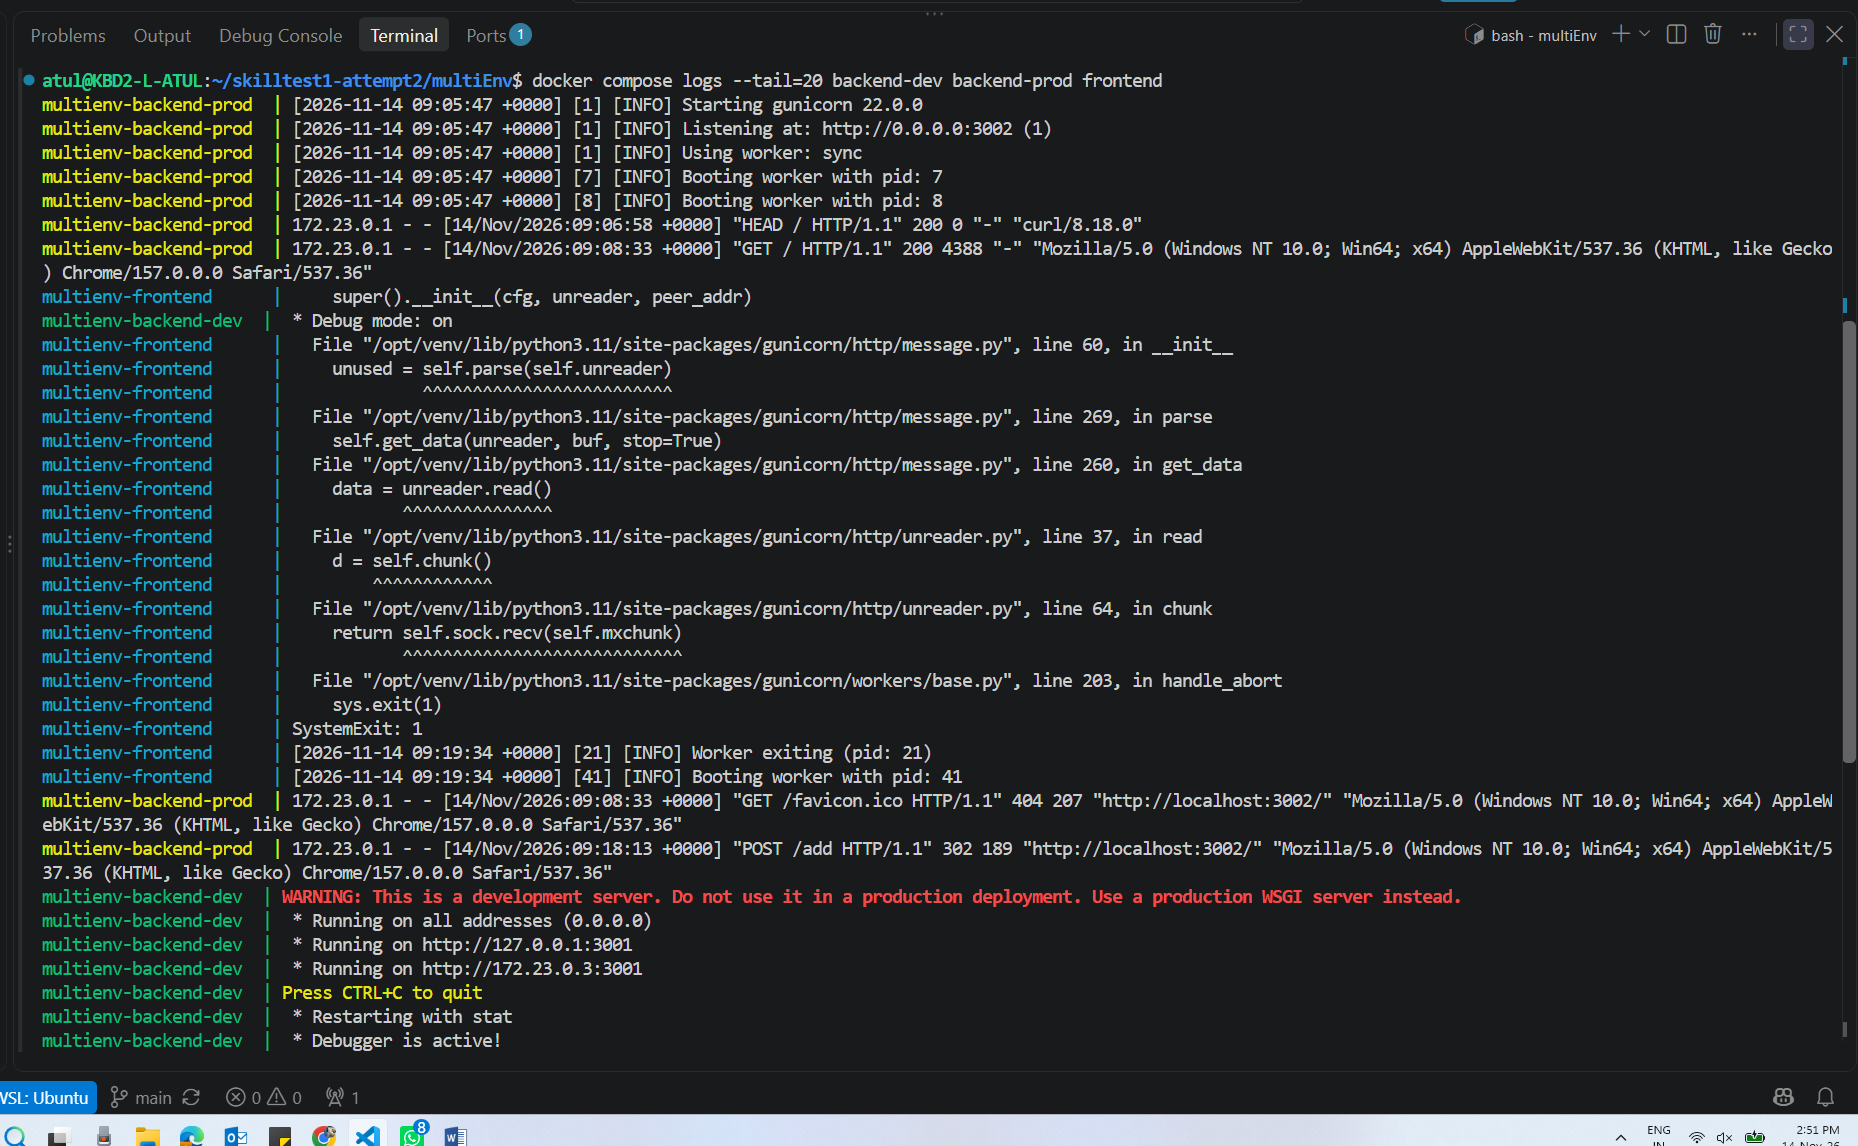 Problems Output Debug Console Terminal Ports 1 bash - multiEnv
atul@KBD2-L-ATUL:~/skilltest1-attempt2/multiEnv$ docker compose logs --tail=20 backend-dev backend-prod frontend
multienv-backend-prod | [2026-11-14 09:05:47 +0000] [1] [INFO] Starting gunicorn 22.0.0
multienv-backend-prod | [2026-11-14 09:05:47 +0000] [1] [INFO] Listening at: http://0.0.0.0:3002 (1)
multienv-backend-prod | [2026-11-14 09:05:47 +0000] [1] [INFO] Using worker: sync
multienv-backend-prod | [2026-11-14 09:05:47 +0000] [7] [INFO] Booting worker with pid: 7
multienv-backend-prod | [2026-11-14 09:05:47 +0000] [8] [INFO] Booting worker with pid: 8
multienv-backend-prod | 172.23.0.1 - - [14/Nov/2026:09:06:58 +0000] "HEAD / HTTP/1.1" 200 0 "-" "curl/8.18.0"
multienv-backend-prod | 172.23.0.1 - - [14/Nov/2026:09:08:33 +0000] "GET / HTTP/1.1" 200 4388 "-" "Mozilla/5.0 (Windows NT 10.0; Win64; x64) AppleWebKit/537.36 (KHTML, like Gecko
) Chrome/157.0.0.0 Safari/537.36"
multienv-frontend | super().__init__(cfg, unreader, peer_addr)
multienv-backend-dev | * Debug mode: on
multienv-frontend | File "/opt/venv/lib/python3.11/site-packages/gunicorn/http/message.py", line 60, in __init__
multienv-frontend | unused = self.parse(self.unreader)
multienv-frontend | ^^^^^^^^^^^^^^^^^^^^^^^^^
multienv-frontend | File "/opt/venv/lib/python3.11/site-packages/gunicorn/http/message.py", line 269, in parse
multienv-frontend | self.get_data(unreader, buf, stop=True)
multienv-frontend | File "/opt/venv/lib/python3.11/site-packages/gunicorn/http/message.py", line 260, in get_data
multienv-frontend | data = unreader.read()
multienv-frontend | ^^^^^^^^^^^^^^^
multienv-frontend | File "/opt/venv/lib/python3.11/site-packages/gunicorn/http/unreader.py", line 37, in read
multienv-frontend | d = self.chunk()
multienv-frontend | ^^^^^^^^^^^^
multienv-frontend | File "/opt/venv/lib/python3.11/site-packages/gunicorn/http/unreader.py", line 64, in chunk
multienv-frontend | return self.sock.recv(self.mxchunk)
multienv-frontend | ^^^^^^^^^^^^^^^^^^^^^^^^^^^^
multienv-frontend | File "/opt/venv/lib/python3.11/site-packages/gunicorn/workers/base.py", line 203, in handle_abort
multienv-frontend | sys.exit(1)
multienv-frontend | SystemExit: 1
multienv-frontend | [2026-11-14 09:19:34 +0000] [21] [INFO] Worker exiting (pid: 21)
multienv-frontend | [2026-11-14 09:19:34 +0000] [41] [INFO] Booting worker with pid: 41
multienv-backend-prod | 172.23.0.1 - - [14/Nov/2026:09:08:33 +0000] "GET /favicon.ico HTTP/1.1" 404 207 "http://localhost:3002/" "Mozilla/5.0 (Windows NT 10.0; Win64; x64) AppleW
ebKit/537.36 (KHTML, like Gecko) Chrome/157.0.0.0 Safari/537.36"
multienv-backend-prod | 172.23.0.1 - - [14/Nov/2026:09:18:13 +0000] "POST /add HTTP/1.1" 302 189 "http://localhost:3002/" "Mozilla/5.0 (Windows NT 10.0; Win64; x64) AppleWebKit/5
37.36 (KHTML, like Gecko) Chrome/157.0.0.0 Safari/537.36"
multienv-backend-dev | WARNING: This is a development server. Do not use it in a production deployment. Use a production WSGI server instead.
multienv-backend-dev | * Running on all addresses (0.0.0.0)
multienv-backend-dev | * Running on http://127.0.0.1:3001
multienv-backend-dev | * Running on http://172.23.0.3:3001
multienv-backend-dev | Press CTRL+C to quit
multienv-backend-dev | * Restarting with stat
multienv-backend-dev | * Debugger is active!
WSL: Ubuntu main 0 0 1
8 ENG 2:51 PM